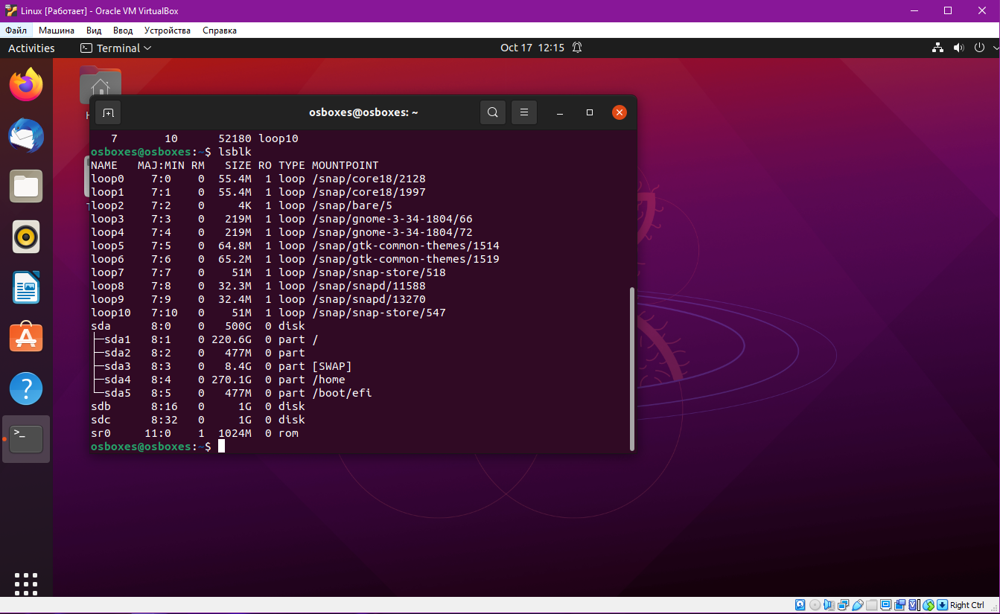 Linux [Работает] - Oracle VM VirtualBox
Файл Машина Вид Ввод Устройства Справка
Activities Terminal Oct 17 12:15
osboxes@osboxes: ~
7 10 52180 loop10
osboxes@osboxes:~$ lsblk
NAME MAJ:MIN RM SIZE RO TYPE MOUNTPOINT
loop0 7:0 0 55.4M 1 loop /snap/core18/2128
loop1 7:1 0 55.4M 1 loop /snap/core18/1997
loop2 7:2 0 4K 1 loop /snap/bare/5
loop3 7:3 0 219M 1 loop /snap/gnome-3-34-1804/66
loop4 7:4 0 219M 1 loop /snap/gnome-3-34-1804/72
loop5 7:5 0 64.8M 1 loop /snap/gtk-common-themes/1514
loop6 7:6 0 65.2M 1 loop /snap/gtk-common-themes/1519
loop7 7:7 0 51M 1 loop /snap/snap-store/518
loop8 7:8 0 32.3M 1 loop /snap/snapd/11588
loop9 7:9 0 32.4M 1 loop /snap/snapd/13270
loop10 7:10 0 51M 1 loop /snap/snap-store/547
sda 8:0 0 500G 0 disk
├─sda1 8:1 0 220.6G 0 part /
├─sda2 8:2 0 477M 0 part
├─sda3 8:3 0 8.4G 0 part [SWAP]
├─sda4 8:4 0 270.1G 0 part /home
└─sda5 8:5 0 477M 0 part /boot/efi
sdb 8:16 0 1G 0 disk
sdc 8:32 0 1G 0 disk
sr0 11:0 1 1024M 0 rom
osboxes@osboxes:~$
Right Ctrl